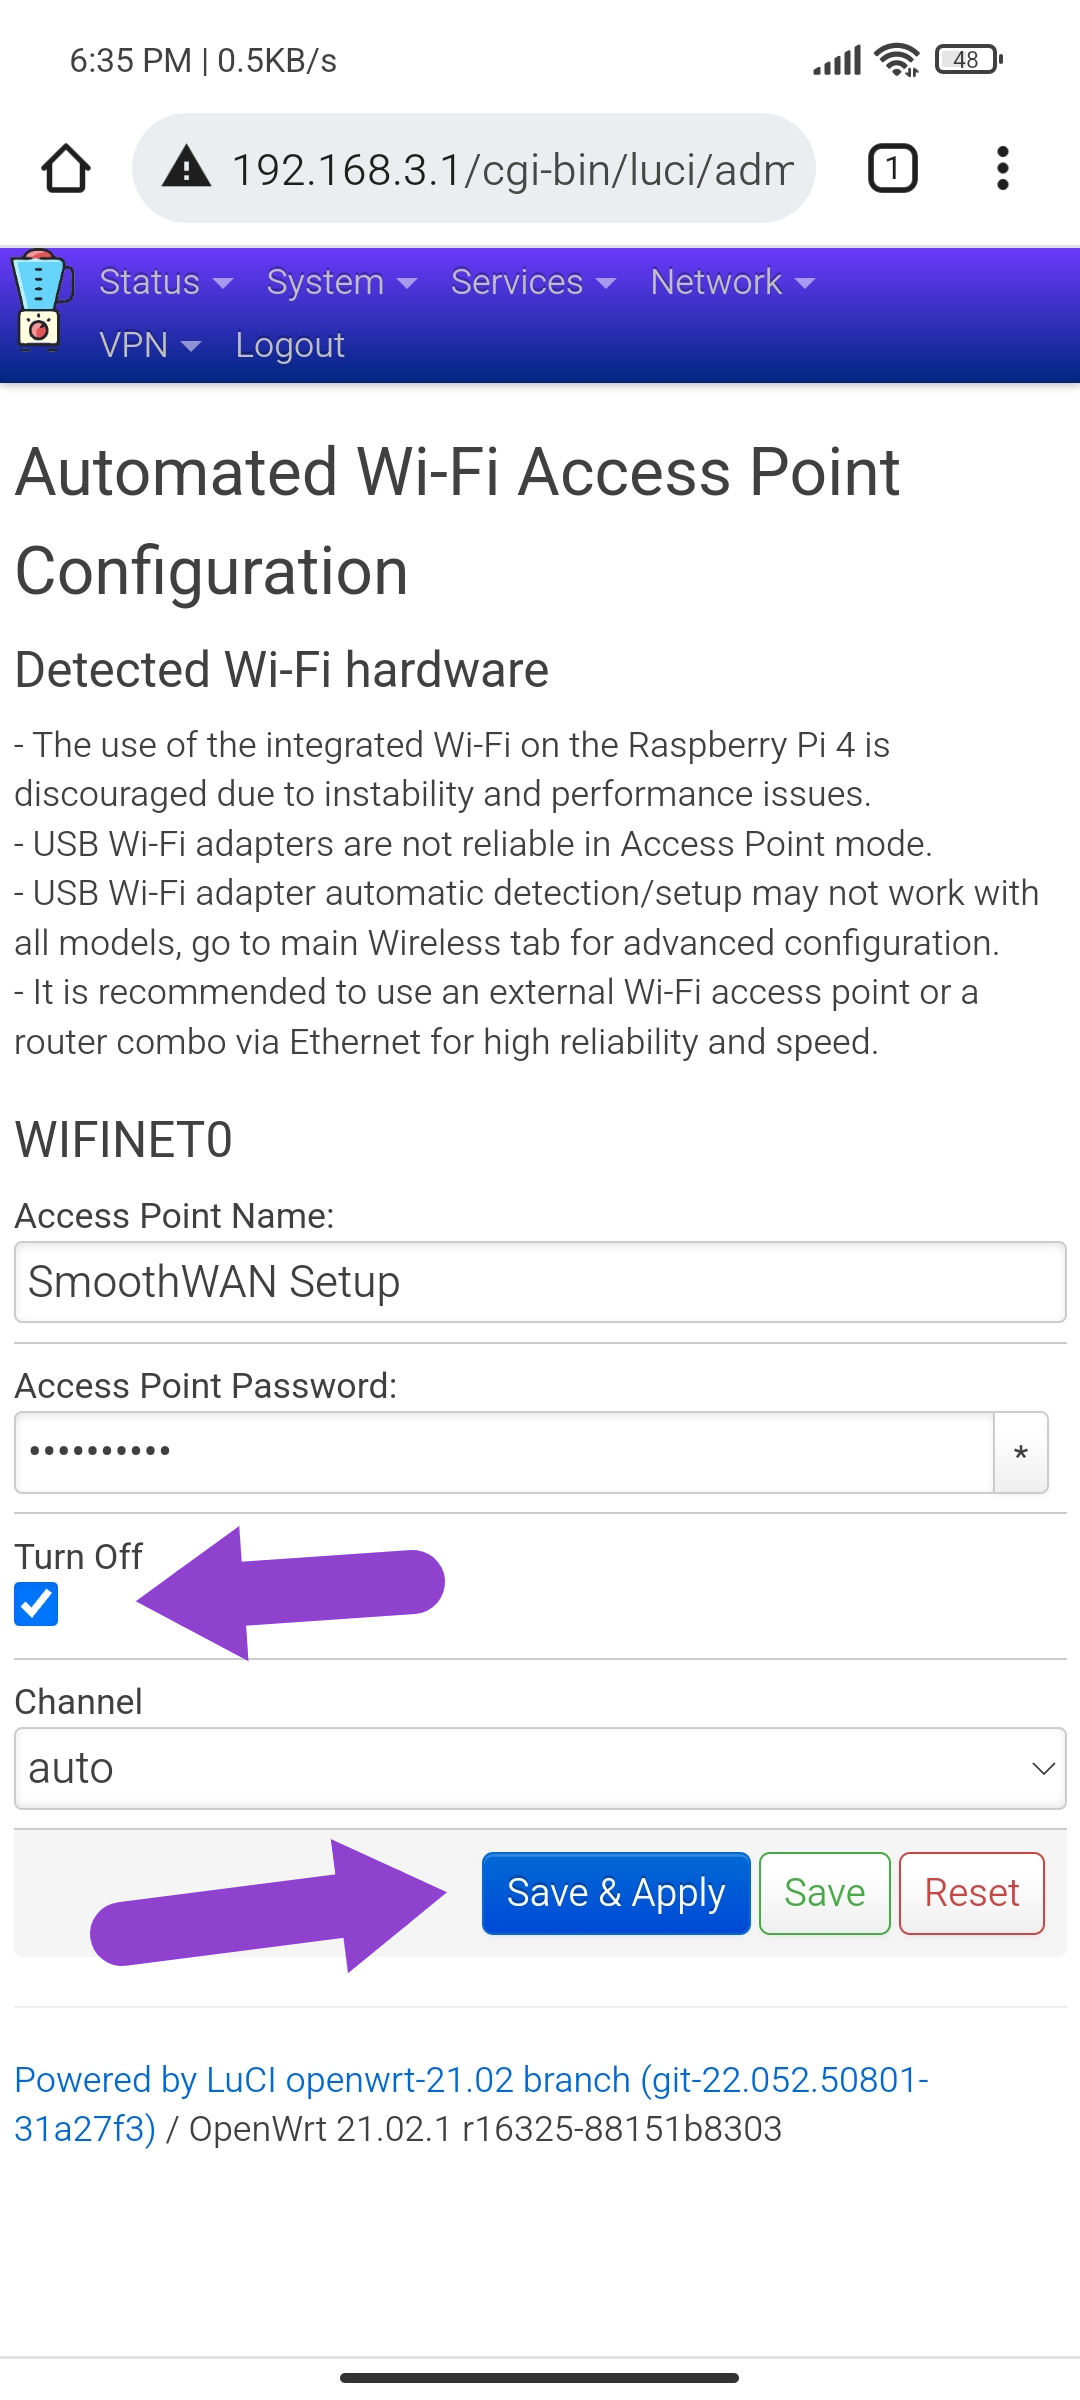 6:35 PM | 0.5KB/s
48
192.168.3.1/cgi-bin/luci/adm
1
Status System Services Network
VPN Logout
Automated Wi-Fi Access Point
Configuration
Detected Wi-Fi hardware
- The use of the integrated Wi-Fi on the Raspberry Pi 4 is
discouraged due to instability and performance issues.
- USB Wi-Fi adapters are not reliable in Access Point mode.
- USB Wi-Fi adapter automatic detection/setup may not work with
all models, go to main Wireless tab for advanced configuration.
- It is recommended to use an external Wi-Fi access point or a
router combo via Ethernet for high reliability and speed.
WIFINET0
Access Point Name:
SmoothWAN Setup
Access Point Password:
•••••••••• *
Turn Off
Channel
auto
Save & Apply Save Reset
Powered by LuCI openwrt-21.02 branch (git-22.052.50801-
31a27f3) / OpenWrt 21.02.1 r16325-88151b8303